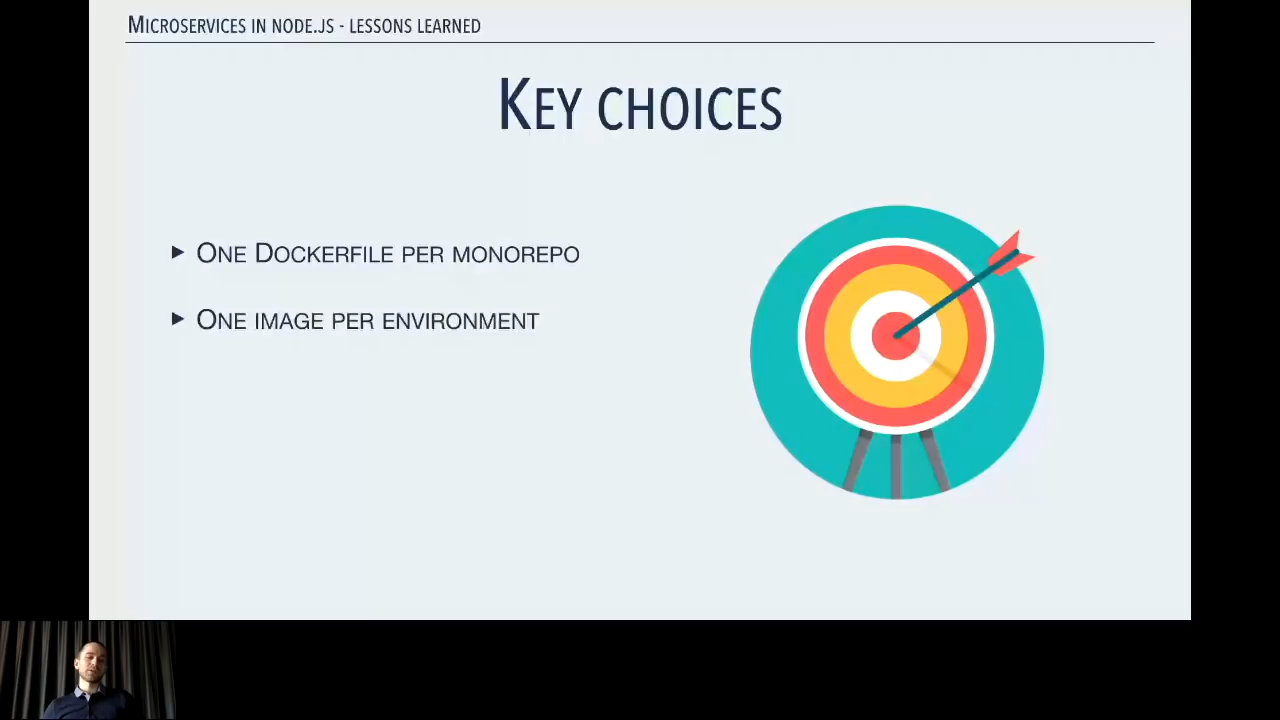 Microservices in node.js - lessons learned
Key choices
▸ One Dockerfile per monorepo
▸ One image per environment